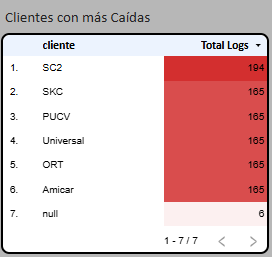 Clientes con más Caídas
cliente Total Logs
1. SC2 194
2. SKC 165
3. PUCV 165
4. Universal 165
5. ORT 165
6. Amicar 165
7. null 6
1 - 7 / 7